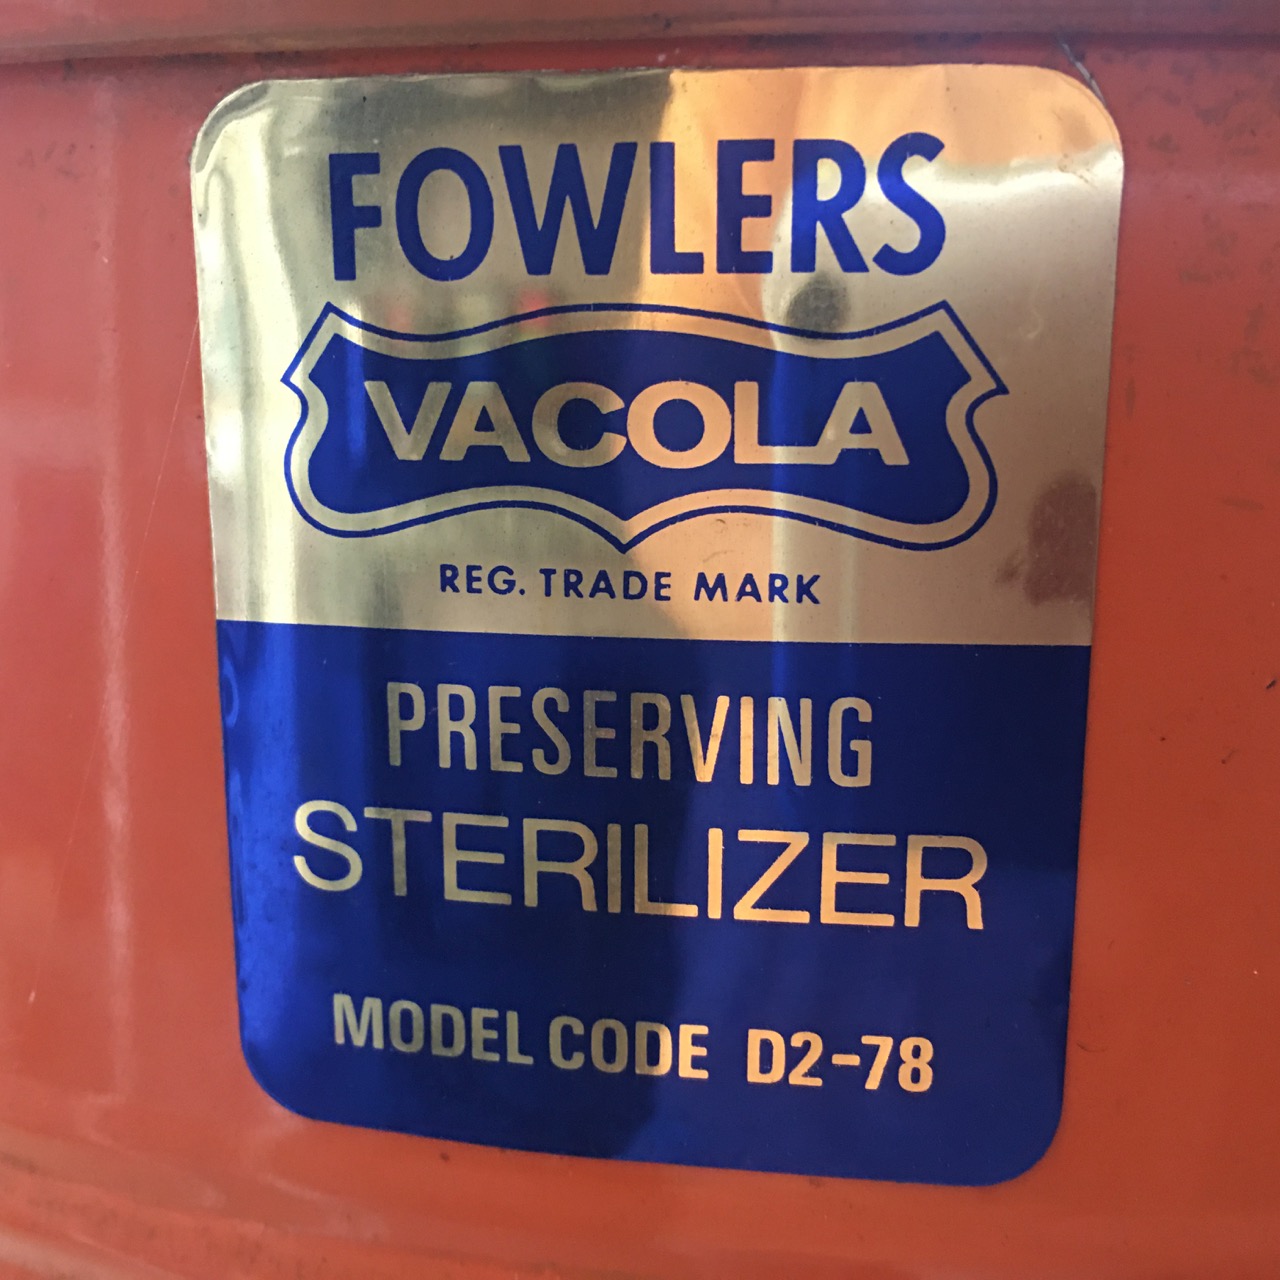 FOWLERS
VACOLA
REG. TRADE MARK
PRESERVING
STERILIZER
MODEL CODE D2-78